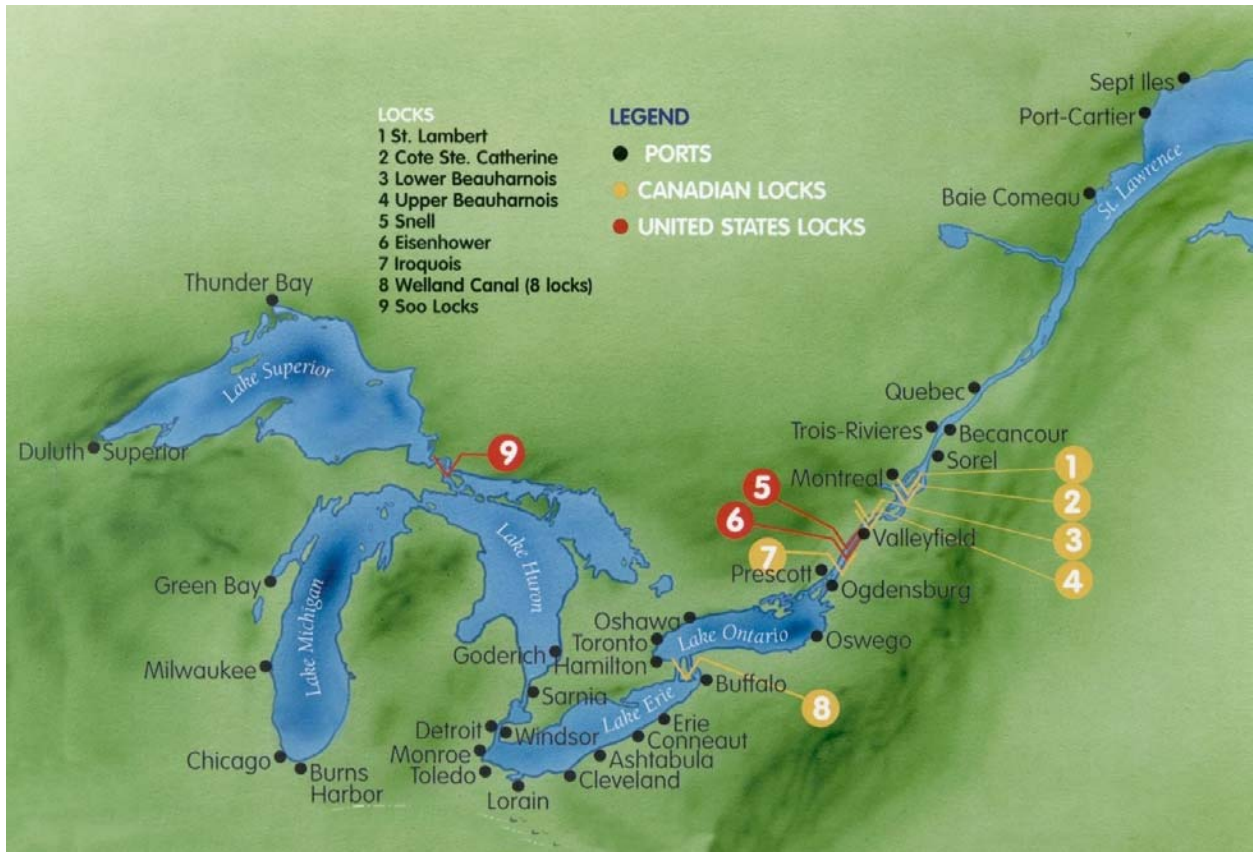 LOCKS
1 St. Lambert
2 Cote Ste. Catherine
3 Lower Beauharnois
4 Upper Beauharnois
5 Snell
6 Eisenhower
7 Iroquois
8 Welland Canal (8 locks)
9 Soo Locks
LEGEND
PORTS
CANADIAN LOCKS
UNITED STATES LOCKS
Sept Iles
Port-Cartier
St. Lawrence
Baie Comeau
Thunder Bay
Lake Superior
Duluth
Superior
9
Quebec
Trois-Rivieres
Becancour
Sorel
Montreal
1
2
3
4
5
6
7
Valleyfield
Prescott
Ogdensburg
Green Bay
Lake Michigan
Lake Huron
Oshawa
Toronto
Hamilton
Lake Ontario
Oswego
Goderich
Milwaukee
Sarnia
Buffalo
8
Lake Erie
Detroit
Windsor
Erie
Conneaut
Monroe
Ashtabula
Chicago
Toledo
Cleveland
Burns
Harbor
Lorain